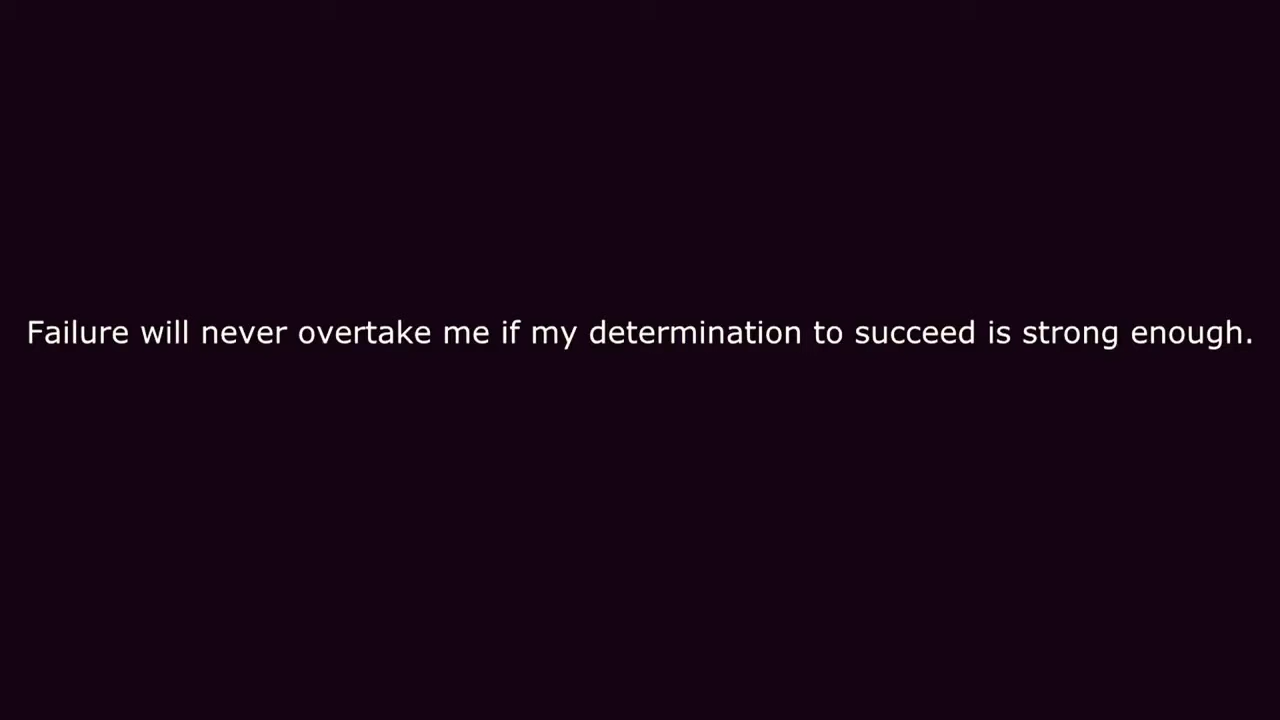 Failure will never overtake me if my determination to succeed is strong enough.